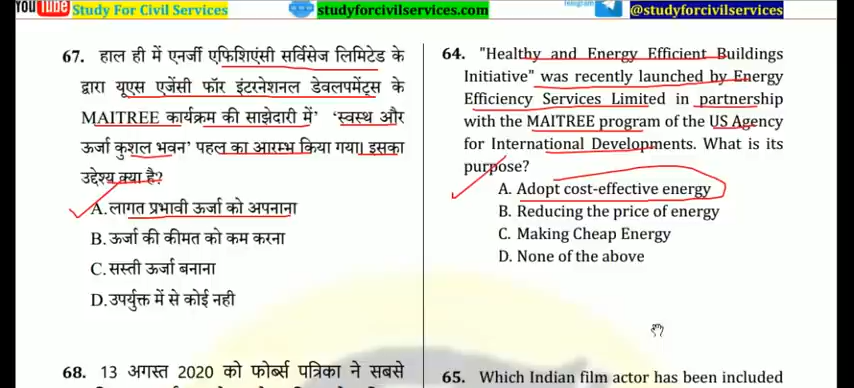 YOU Tube Study For Civil Services
studyforcivilservices.com
Telegram
@studyforcivilservices
67. हाल ही में एनर्जी एफिशिएंसी सर्विसेज लिमिटेड के
द्वारा यूएस एजेंसी फॉर इंटरनेशनल डेवलपमेंट्स के
MAITREE कार्यक्रम की साझेदारी में' 'स्वस्थ और
ऊर्जा कुशल भवन' पहल का आरम्भ किया गया। इसका
उद्देश्य क्या है?
A. लागत प्रभावी ऊर्जा को अपनाना
B. ऊर्जा की कीमत को कम करना
C. सस्ती ऊर्जा बनाना
D. उपर्युक्त में से कोई नही
68. 13 अगस्त 2020 को फोर्ब्स पत्रिका ने सबसे
64. "Healthy and Energy Efficient Buildings
Initiative" was recently launched by Energy
Efficiency Services Limited in partnership
with the MAITREE program of the US Agency
for International Developments. What is its
purpose?
A. Adopt cost-effective energy
B. Reducing the price of energy
C. Making Cheap Energy
D. None of the above
65. Which Indian film actor has been included